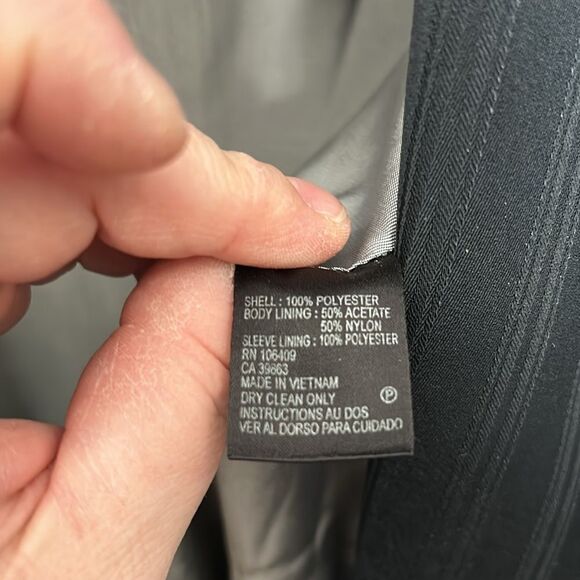 SHELL : 100% POLYESTER
BODY LINING : 50% ACETATE
50% NYLON
SLEEVE LINING : 100% POLYESTER
RN 106409
CA 39863
MADE IN VIETNAM
DRY CLEAN ONLY Ⓟ
INSTRUCTIONS AU DOS
VER AL DORSO PARA CUIDADO